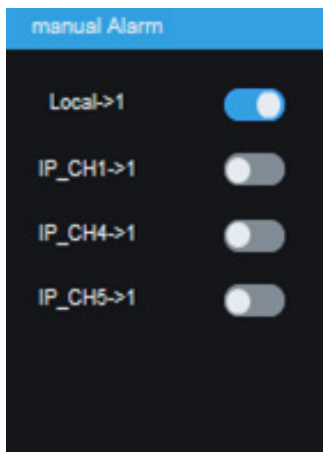 manual Alarm
Local->1
IP_CH1->1
IP_CH4->1
IP_CH5->1